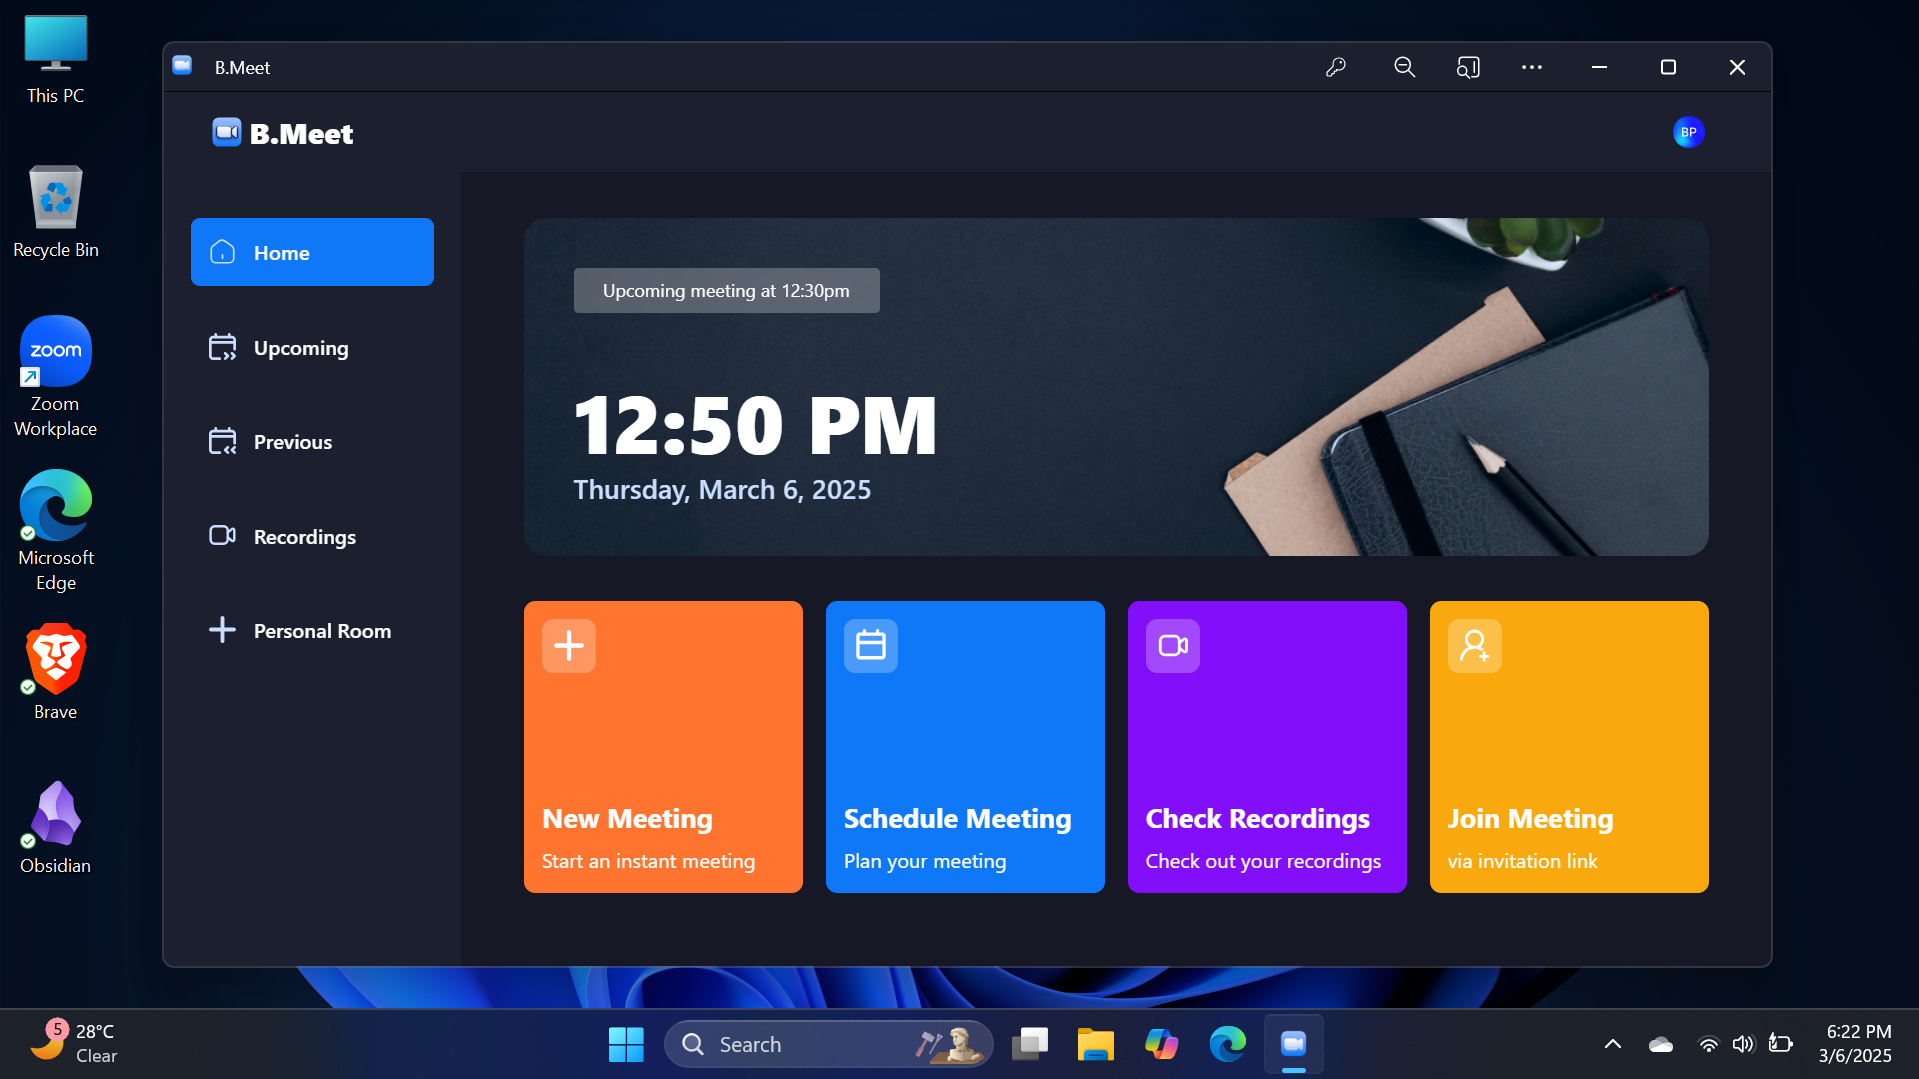 This PC
Recycle Bin
zoom
Zoom
Workplace
Microsoft
Edge
Brave
Obsidian
B.Meet
B.Meet
BP
Home
Upcoming
Previous
Recordings
Personal Room
Upcoming meeting at 12:30pm
12:50 PM
Thursday, March 6, 2025
New Meeting
Start an instant meeting
Schedule Meeting
Plan your meeting
Check Recordings
Check out your recordings
Join Meeting
via invitation link
5
28°C
Clear
Search
6:22 PM
3/6/2025